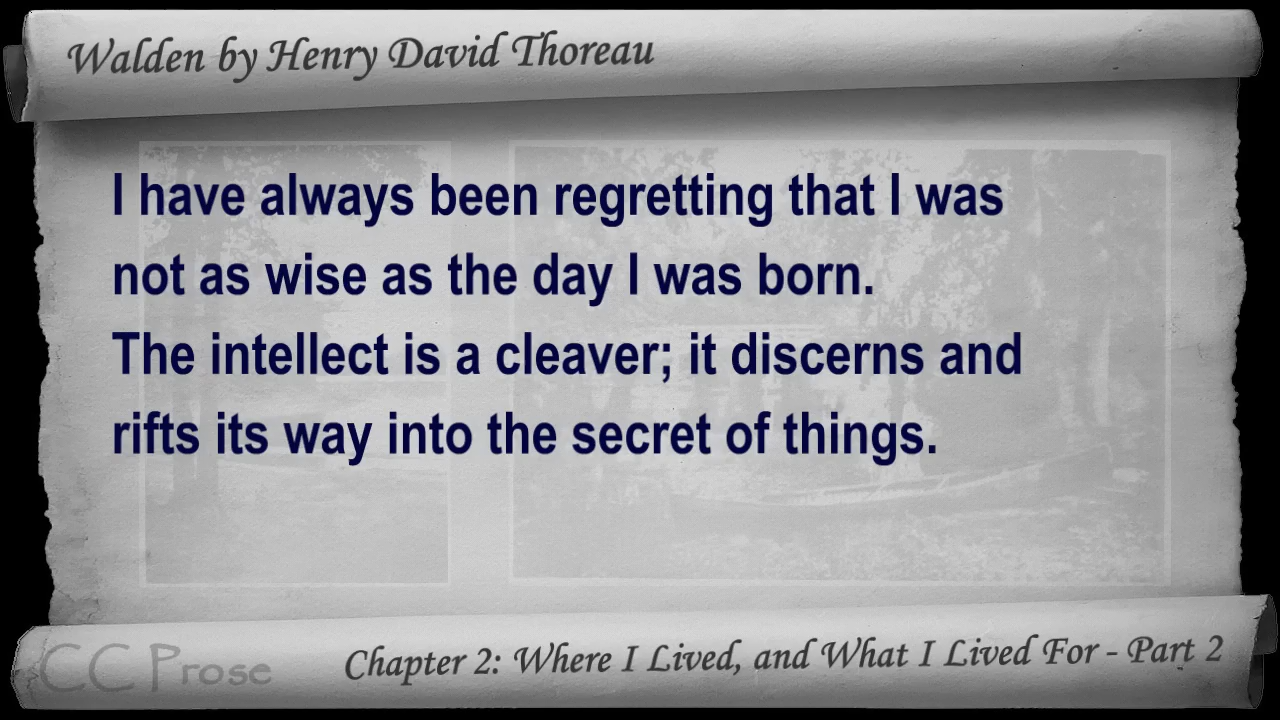 Walden by Henry David Thoreau
I have always been regretting that I was
not as wise as the day I was born.
The intellect is a cleaver; it discerns and
rifts its way into the secret of things.
CC Prose
Chapter 2: Where I Lived, and What I Lived For - Part 2